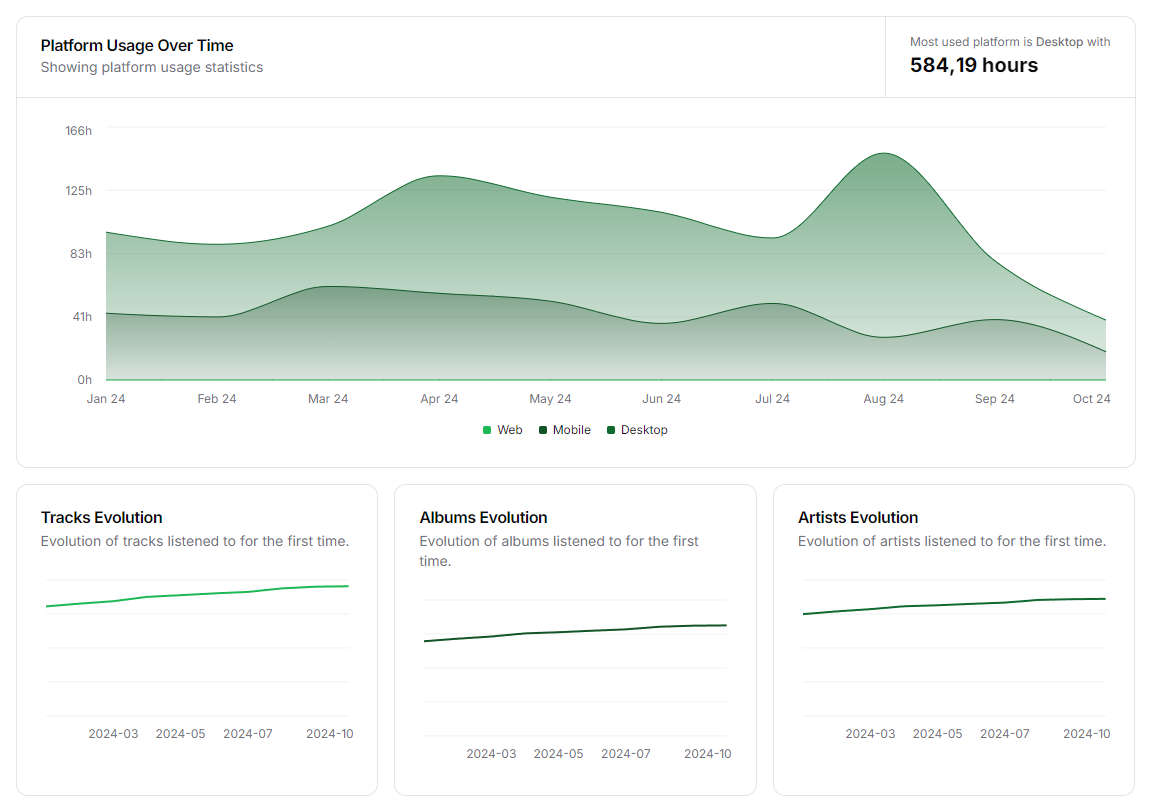 Platform Usage Over Time
Showing platform usage statistics
Most used platform is Desktop with
584,19 hours
166h
125h
83h
41h
0h
Jan 24 Feb 24 Mar 24 Apr 24 May 24 Jun 24 Jul 24 Aug 24 Sep 24 Oct 24
Web Mobile Desktop
Tracks Evolution
Evolution of tracks listened to for the first time.
2024-03 2024-05 2024-07 2024-10
Albums Evolution
Evolution of albums listened to for the first
time.
2024-03 2024-05 2024-07 2024-10
Artists Evolution
Evolution of artists listened to for the first time.
2024-03 2024-05 2024-07 2024-10